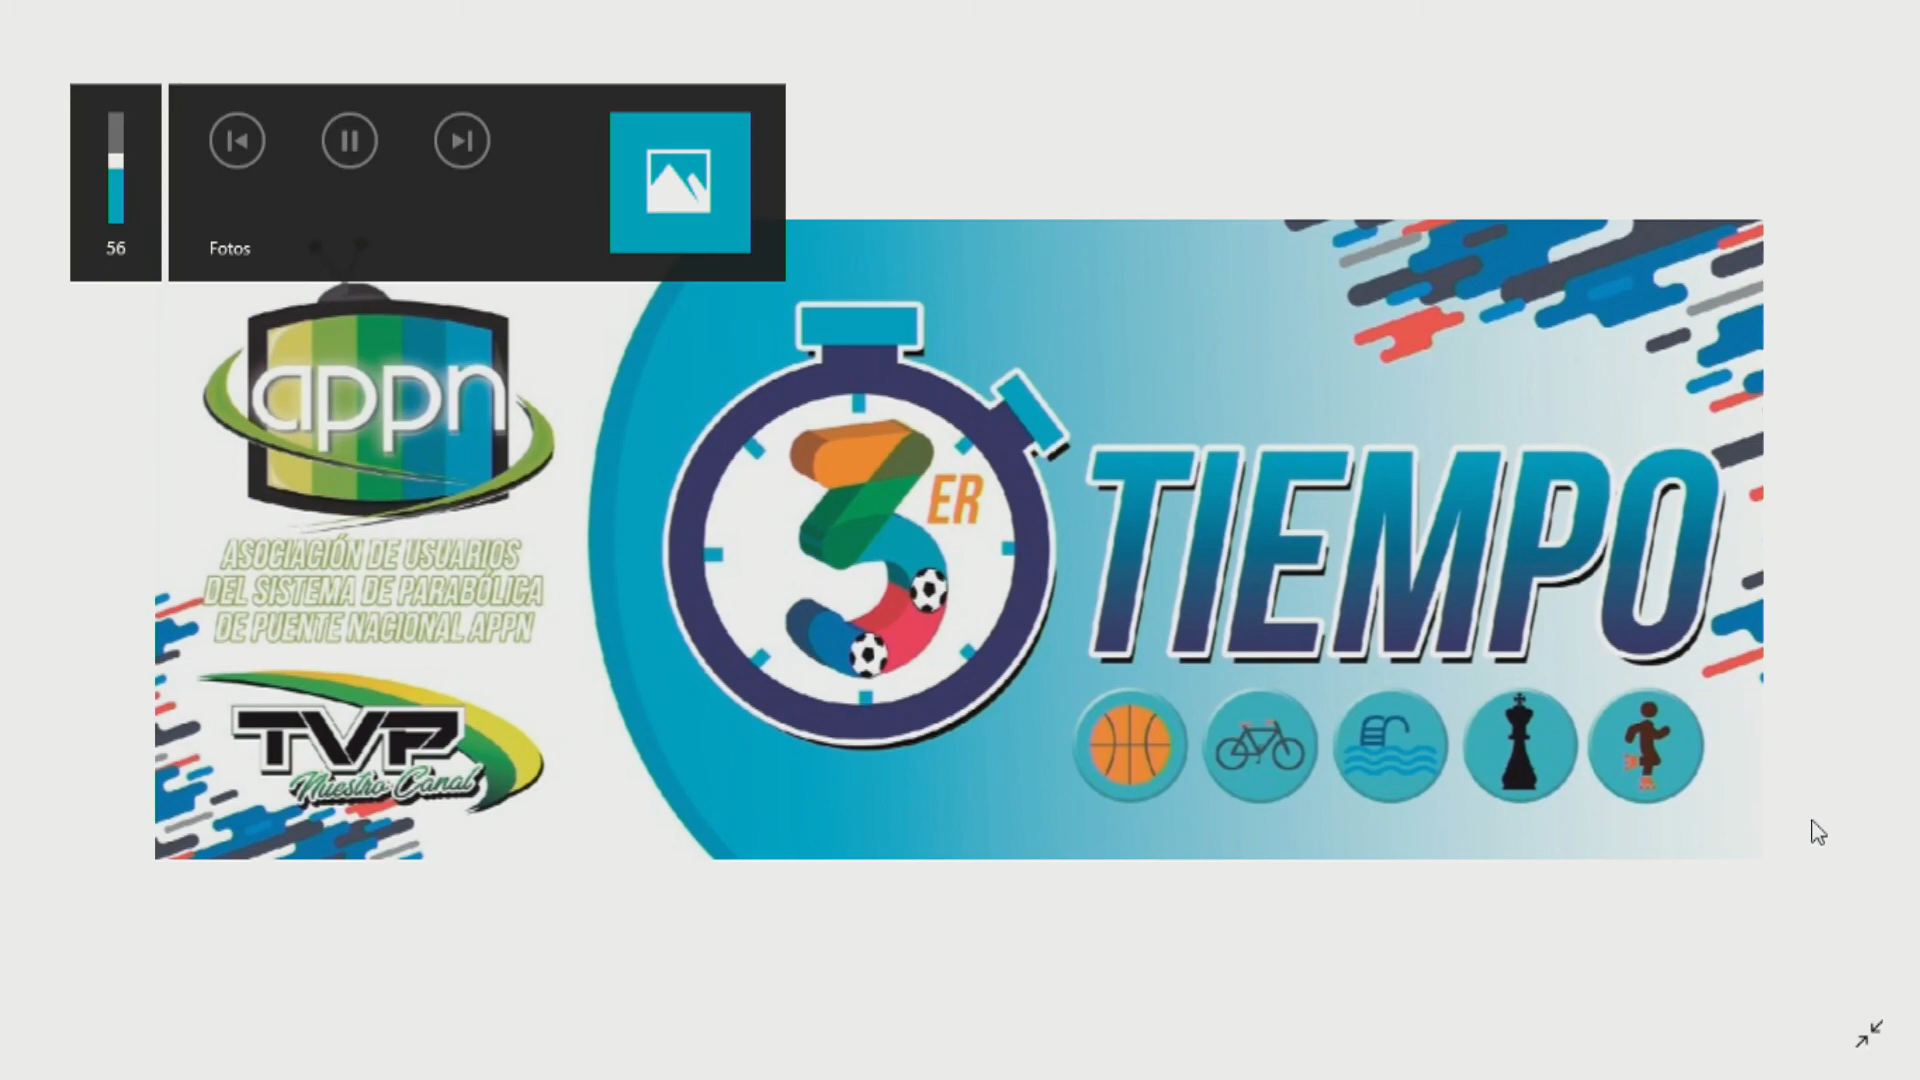 56
Fotos
appn
ASOCIACIÓN DE USUARIOS
DEL SISTEMA DE PARABÓLICA
DE PUENTE NACIONAL APPN
TVP
Nuestro Canal
3ER
TIEMPO